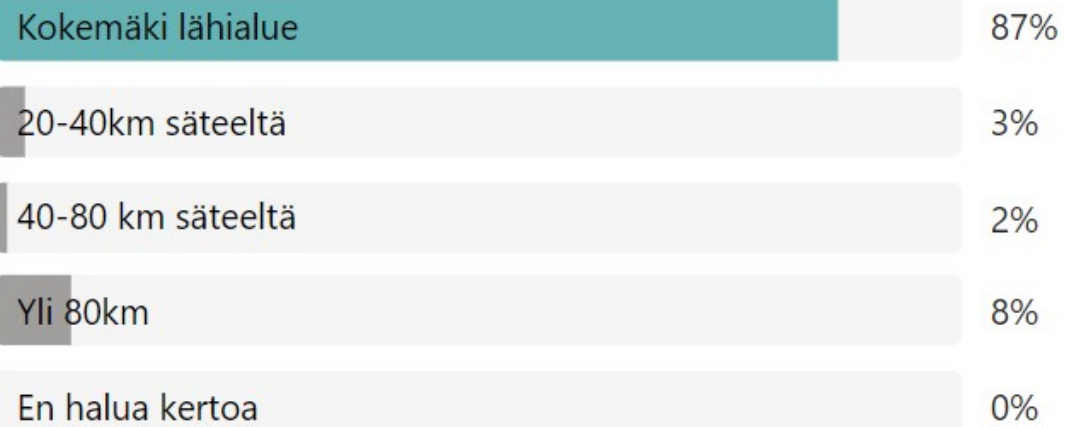 Kokemäki lähialue 87%
20-40km säteeltä 3%
40-80 km säteeltä 2%
Yli 80km 8%
En halua kertoa 0%